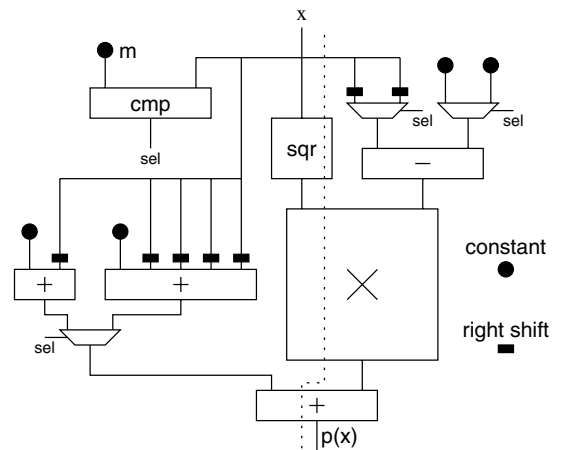 x
m
cmp
sel
sel
sel
sqr
−
constant
+
+
×
right shift
sel
+
p(x)